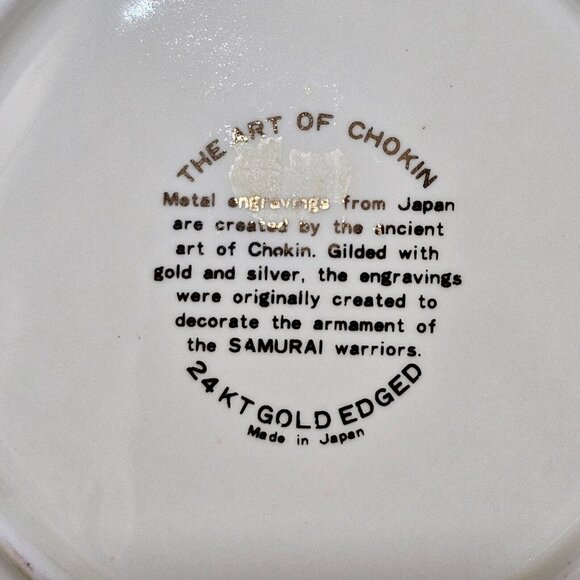 THE ART OF CHOKIN
Metal engravings from Japan
are created by the ancient
art of Chokin. Gilded with
gold and silver, the engravings
were originally created to
decorate the armament of
the SAMURAI warriors.
24KT GOLD EDGED
Made in Japan